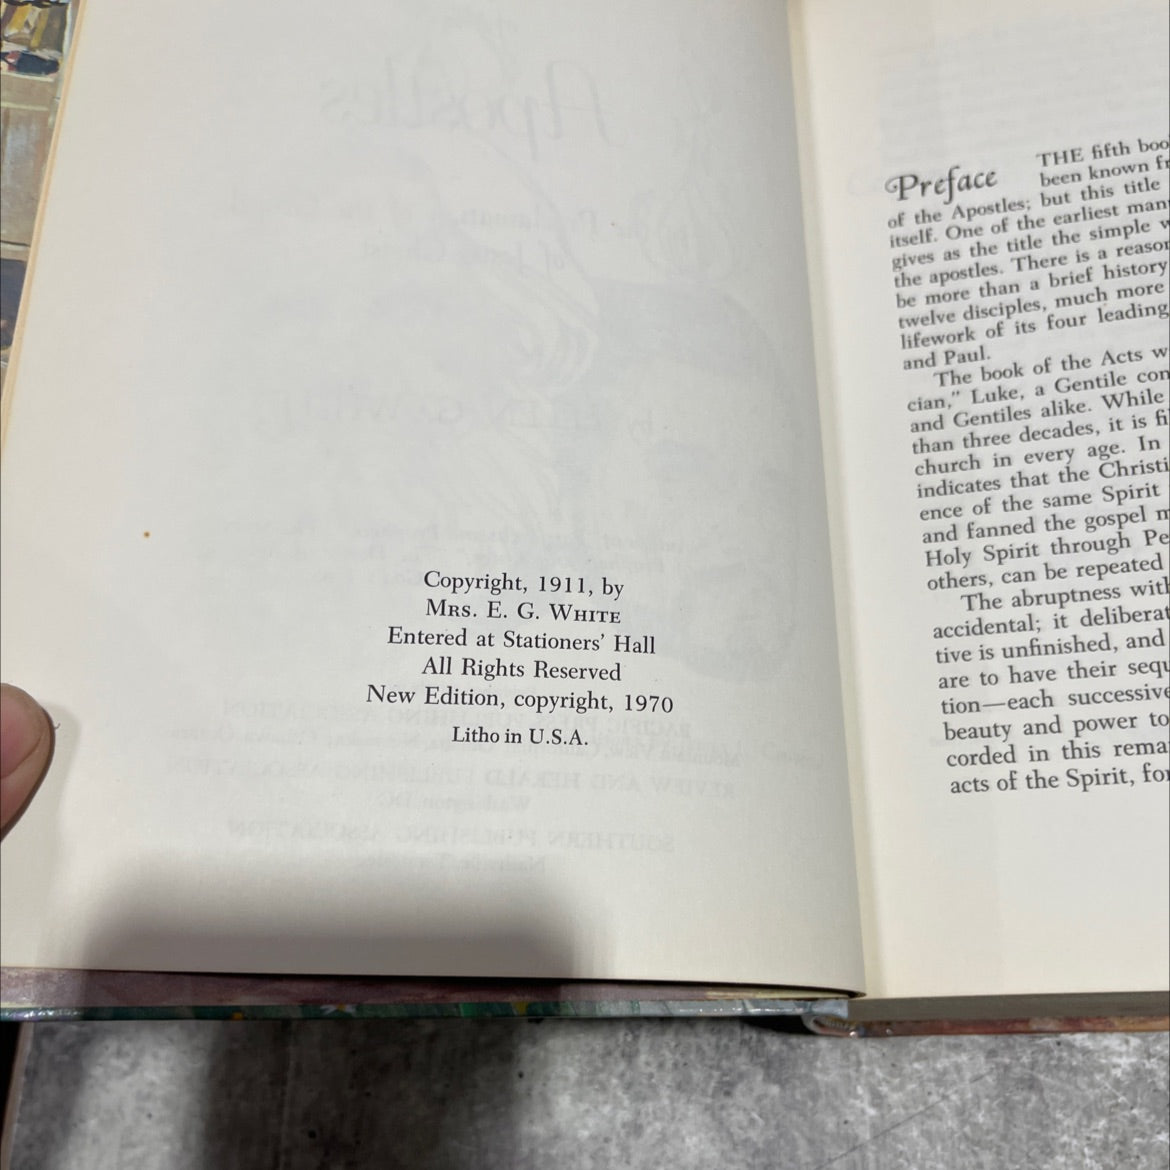 Copyright, 1911, by
MRS. E. G. WHITE
Entered at Stationers' Hall
All Rights Reserved
New Edition, copyright, 1970
Litho in U.S.A.
Preface
THE fifth boo
been known fr
of the Apostles; but this title
itself. One of the earliest man
gives as the title the simple w
the apostles. There is a reason
be more than a brief history
twelve disciples, much more
lifework of its four leading
and Paul.
The book of the Acts w
cian," Luke, a Gentile con
and Gentiles alike. While
than three decades, it is fi
church in every age. In
indicates that the Christi
ence of the same Spirit
and fanned the gospel m
Holy Spirit through Pe
others, can be repeated
The abruptness with
accidental; it deliberat
tive is unfinished, and
are to have their sequ
tion—each successive
beauty and power to
corded in this rema
acts of the Spirit, for